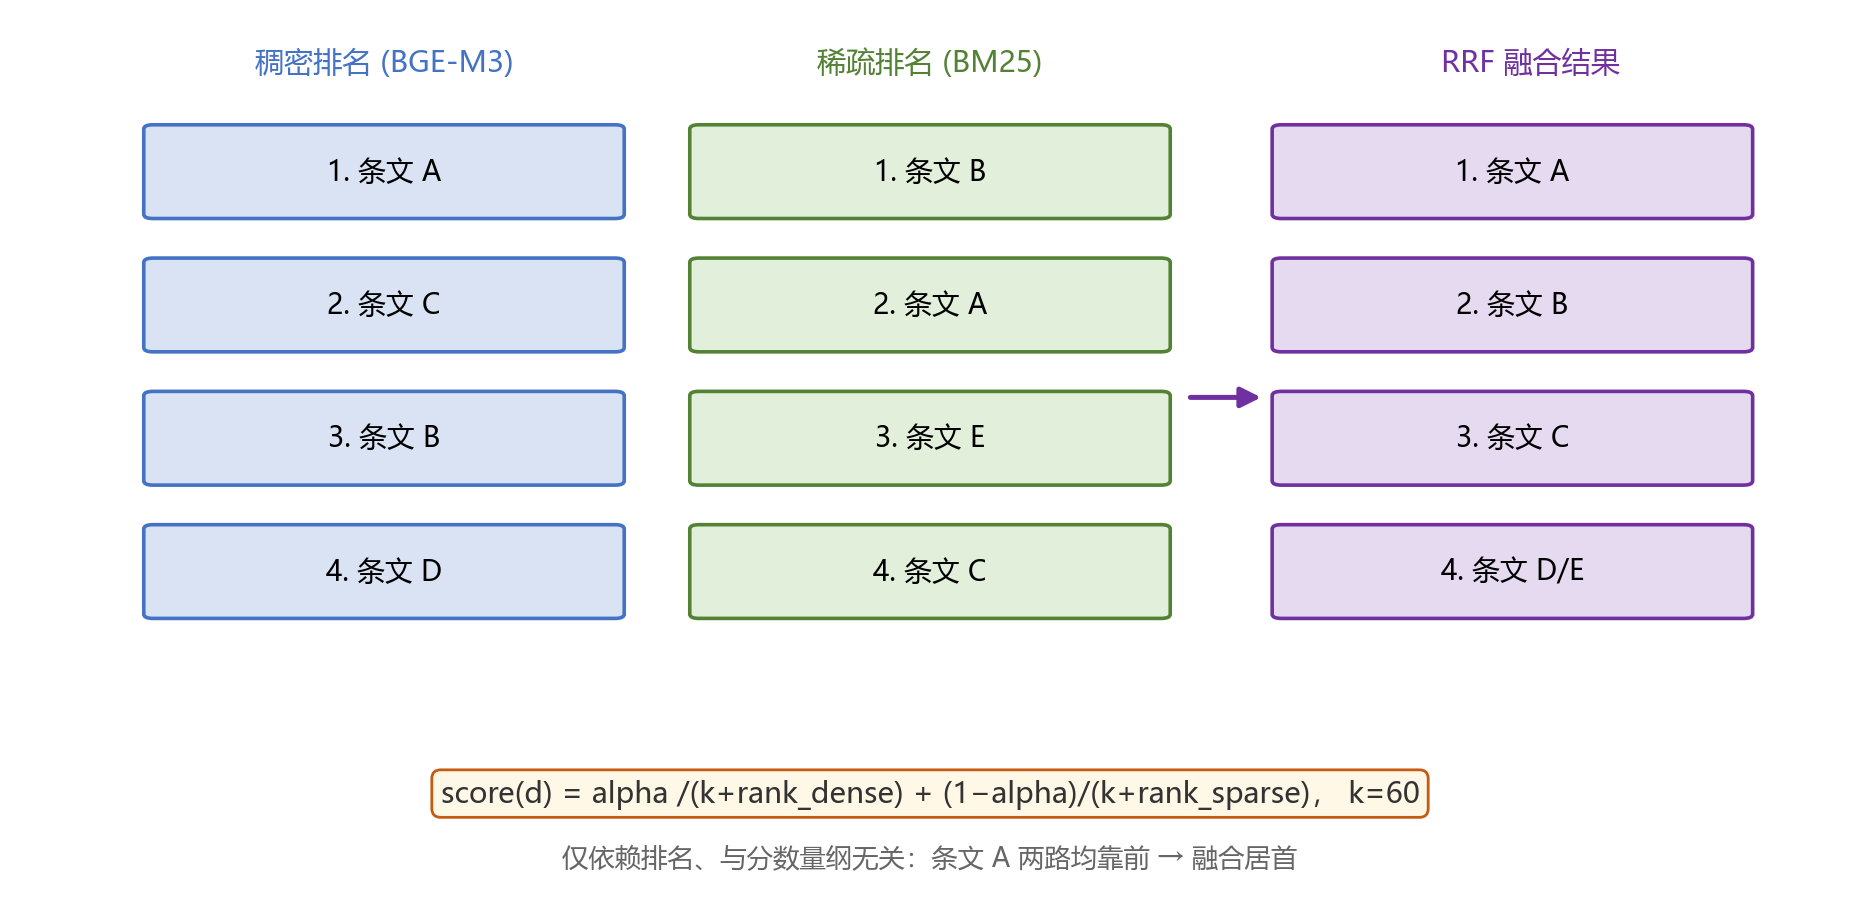 稠密排名 (BGE-M3)
1. 条文 A
2. 条文 C
3. 条文 B
4. 条文 D
稀疏排名 (BM25)
1. 条文 B
2. 条文 A
3. 条文 E
4. 条文 C
RRF 融合结果
1. 条文 A
2. 条文 B
3. 条文 C
4. 条文 D/E
score(d) = alpha /(k+rank_dense) + (1−alpha)/(k+rank_sparse)， k=60
仅依赖排名、与分数量纲无关：条文 A 两路均靠前 → 融合居首